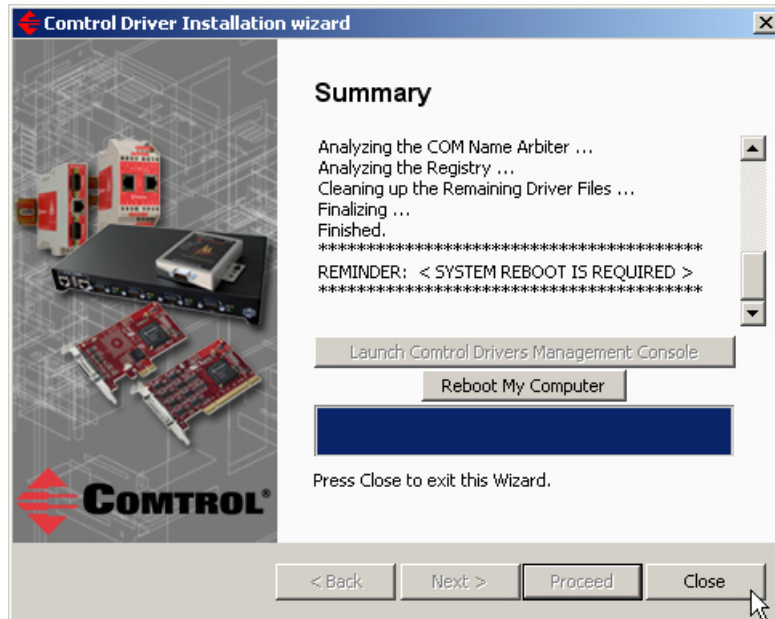 Comtrol Driver Installation wizard
Summary
Analyzing the COM Name Arbiter ...
Analyzing the Registry ...
Cleaning up the Remaining Driver Files ...
Finalizing ...
Finished.
****************************************
REMINDER: < SYSTEM REBOOT IS REQUIRED >
****************************************
Launch Comtrol Drivers Management Console
Reboot My Computer
Press Close to exit this Wizard.
COMTROL®
< Back
Next >
Proceed
Close